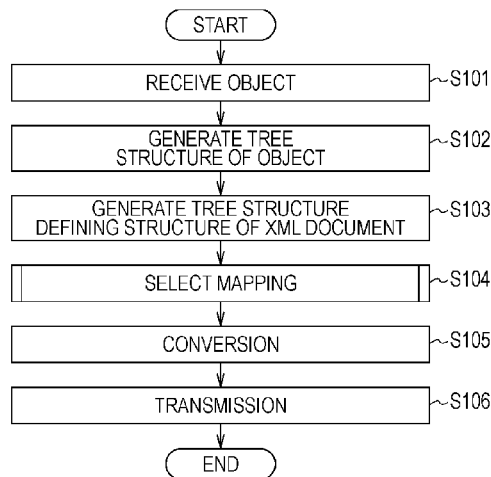 START
RECEIVE OBJECT
S101
GENERATE TREE
STRUCTURE OF OBJECT
S102
GENERATE TREE STRUCTURE
DEFINING STRUCTURE OF XML DOCUMENT
S103
SELECT MAPPING
S104
CONVERSION
S105
TRANSMISSION
S106
END